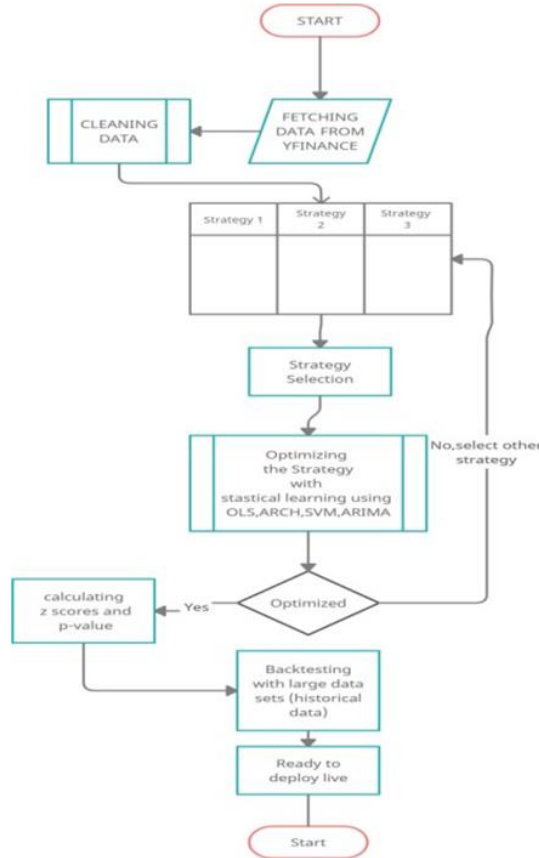 START
FETCHING
DATA FROM
YFINANCE
CLEANING
DATA
Strategy 1
Strategy
2
Strategy
3
Strategy
Selection
Optimizing
the Strategy
with
stastical learning using
OLS,ARCH,SVM,ARIMA
No,select other
strategy
Optimized
Yes
calculating
z scores and
p-value
Backtesting
with large data
sets (historical
data)
Ready to
deploy live
Start